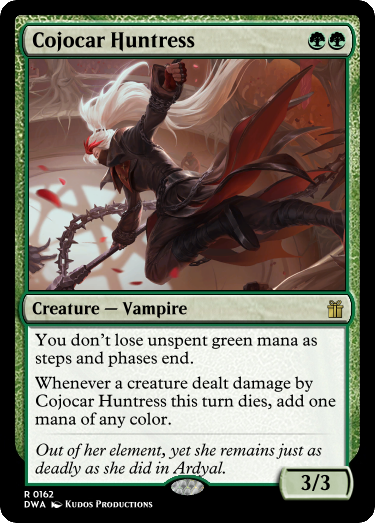 Cojocar Huntress
Creature — Vampire
You don't lose unspent green mana as
steps and phases end.
Whenever a creature dealt damage by
Cojocar Huntress this turn dies, add one
mana of any color.
Out of her element, yet she remains just as
deadly as she did in Ardyal.
3/3
R 0162
DWA Kudos Productions